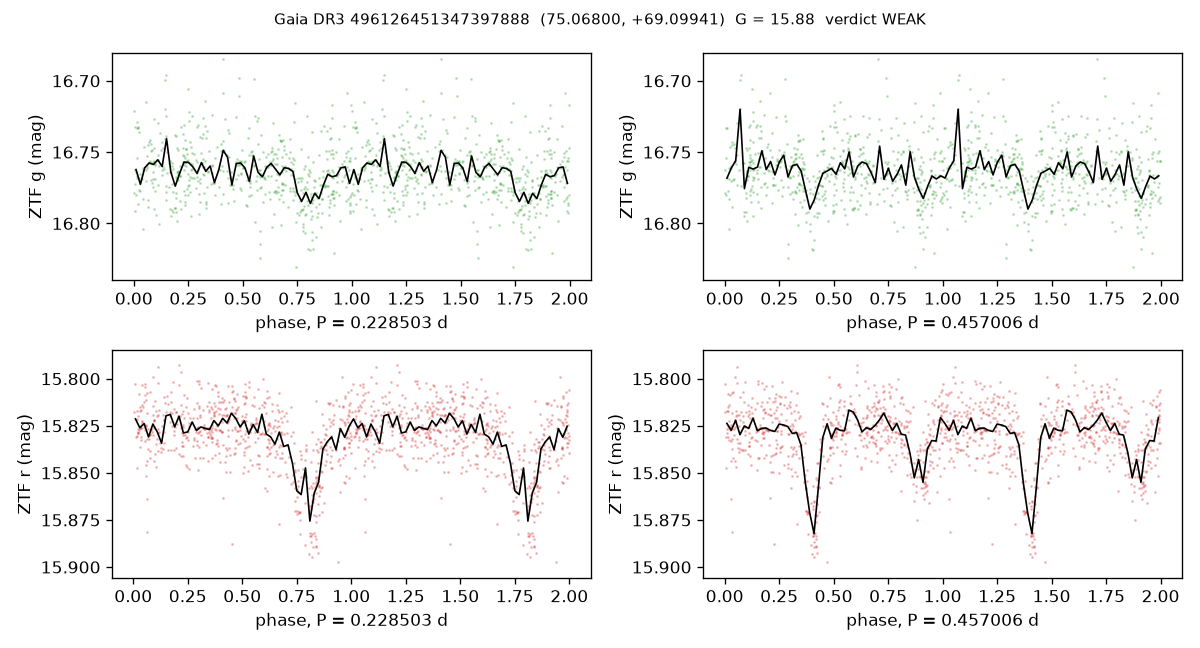 Gaia DR3 496126451347397888  (75.06800, +69.09941)  G = 15.88  verdict WEAK
ZTF g (mag)
16.70
16.75
16.80
0.00 0.25 0.50 0.75 1.00 1.25 1.50 1.75 2.00
phase, P = 0.228503 d
ZTF g (mag)
16.70
16.75
16.80
0.00 0.25 0.50 0.75 1.00 1.25 1.50 1.75 2.00
phase, P = 0.457006 d
ZTF r (mag)
15.800
15.825
15.850
15.875
15.900
0.00 0.25 0.50 0.75 1.00 1.25 1.50 1.75 2.00
phase, P = 0.228503 d
ZTF r (mag)
15.800
15.825
15.850
15.875
15.900
0.00 0.25 0.50 0.75 1.00 1.25 1.50 1.75 2.00
phase, P = 0.457006 d